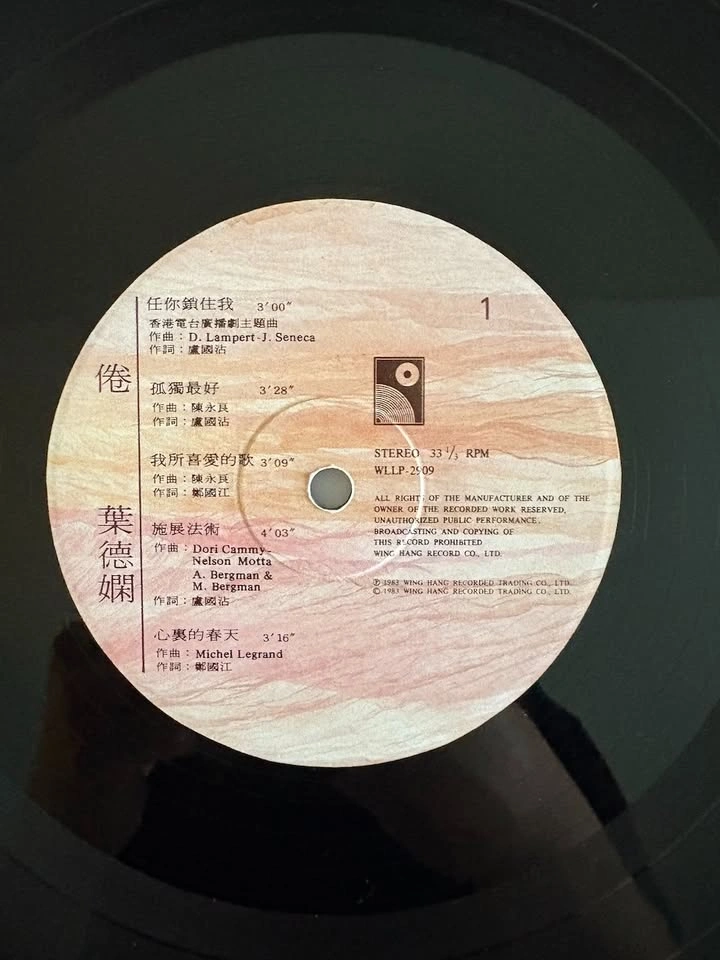 倦
葉德嫻
任你鎖住我 3'00"
香港電台廣播劇主題曲
作曲：D. Lampert-J. Seneca
作詞：盧國沾
孤獨最好 3'28"
作曲：陳永良
作詞：盧國沾
我所喜愛的歌 3'09"
作曲：陳永良
作詞：鄭國江
施展法術 4'03"
作曲：Dori Cammy-
Nelson Motta
A. Bergman &
M. Bergman
作詞：盧國沾
心裏的春天 3'16"
作曲：Michel Legrand
作詞：鄭國江
1
STEREO 33 1/3 RPM
WLLP-2909
ALL RIGHTS OF THE MANUFACTURER AND OF THE
OWNER OF THE RECORDED WORK RESERVED,
UNAUTHORIZED PUBLIC PERFORMANCE,
BROADCASTING AND COPYING OF
THIS RECORD PROHIBITED
WING HANG RECORD CO., LTD.
Ⓟ 1983 WING HANG RECORDED TRADING CO., LTD.
© 1983 WING HANG RECORDED TRADING CO., LTD.